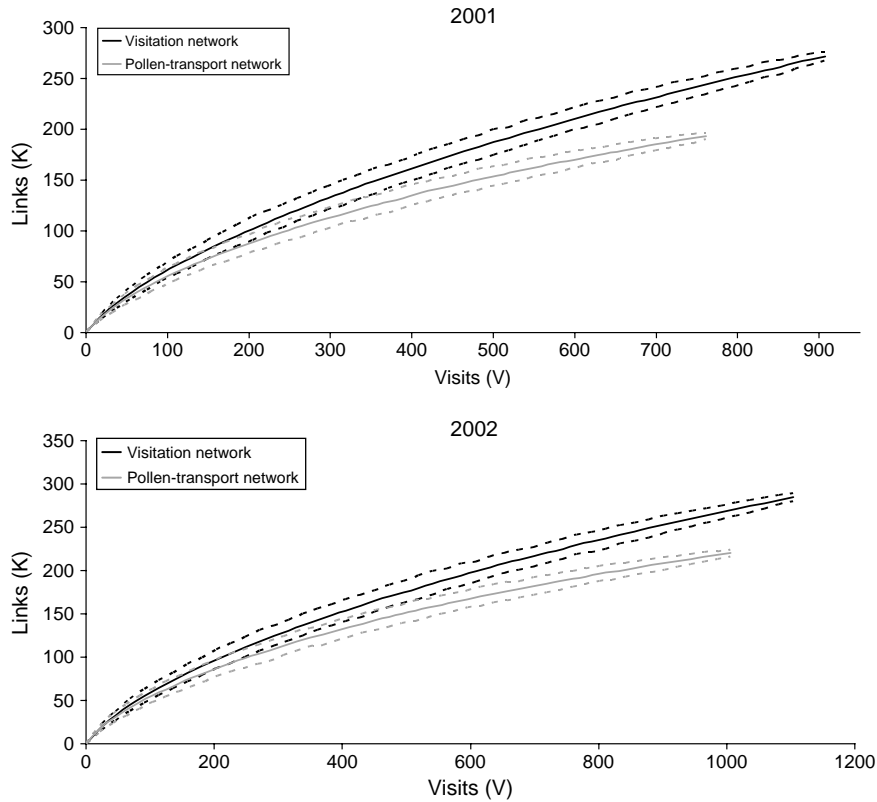 2001
300
250
200
150
100
50
0
Links (K)
Visitation network
Pollen-transport network
0 100 200 300 400 500 600 700 800 900
Visits (V)
2002
350
300
250
200
150
100
50
0
Links (K)
Visitation network
Pollen-transport network
0 200 400 600 800 1000 1200
Visits (V)